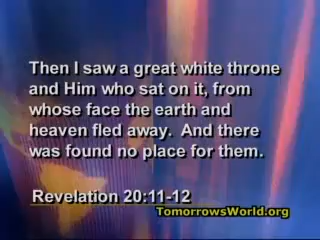 Then I saw a great white throne
and Him who sat on it, from
whose face the earth and
heaven fled away.  And there
was found no place for them.
Revelation 20:11-12
TomorrowsWorld.org